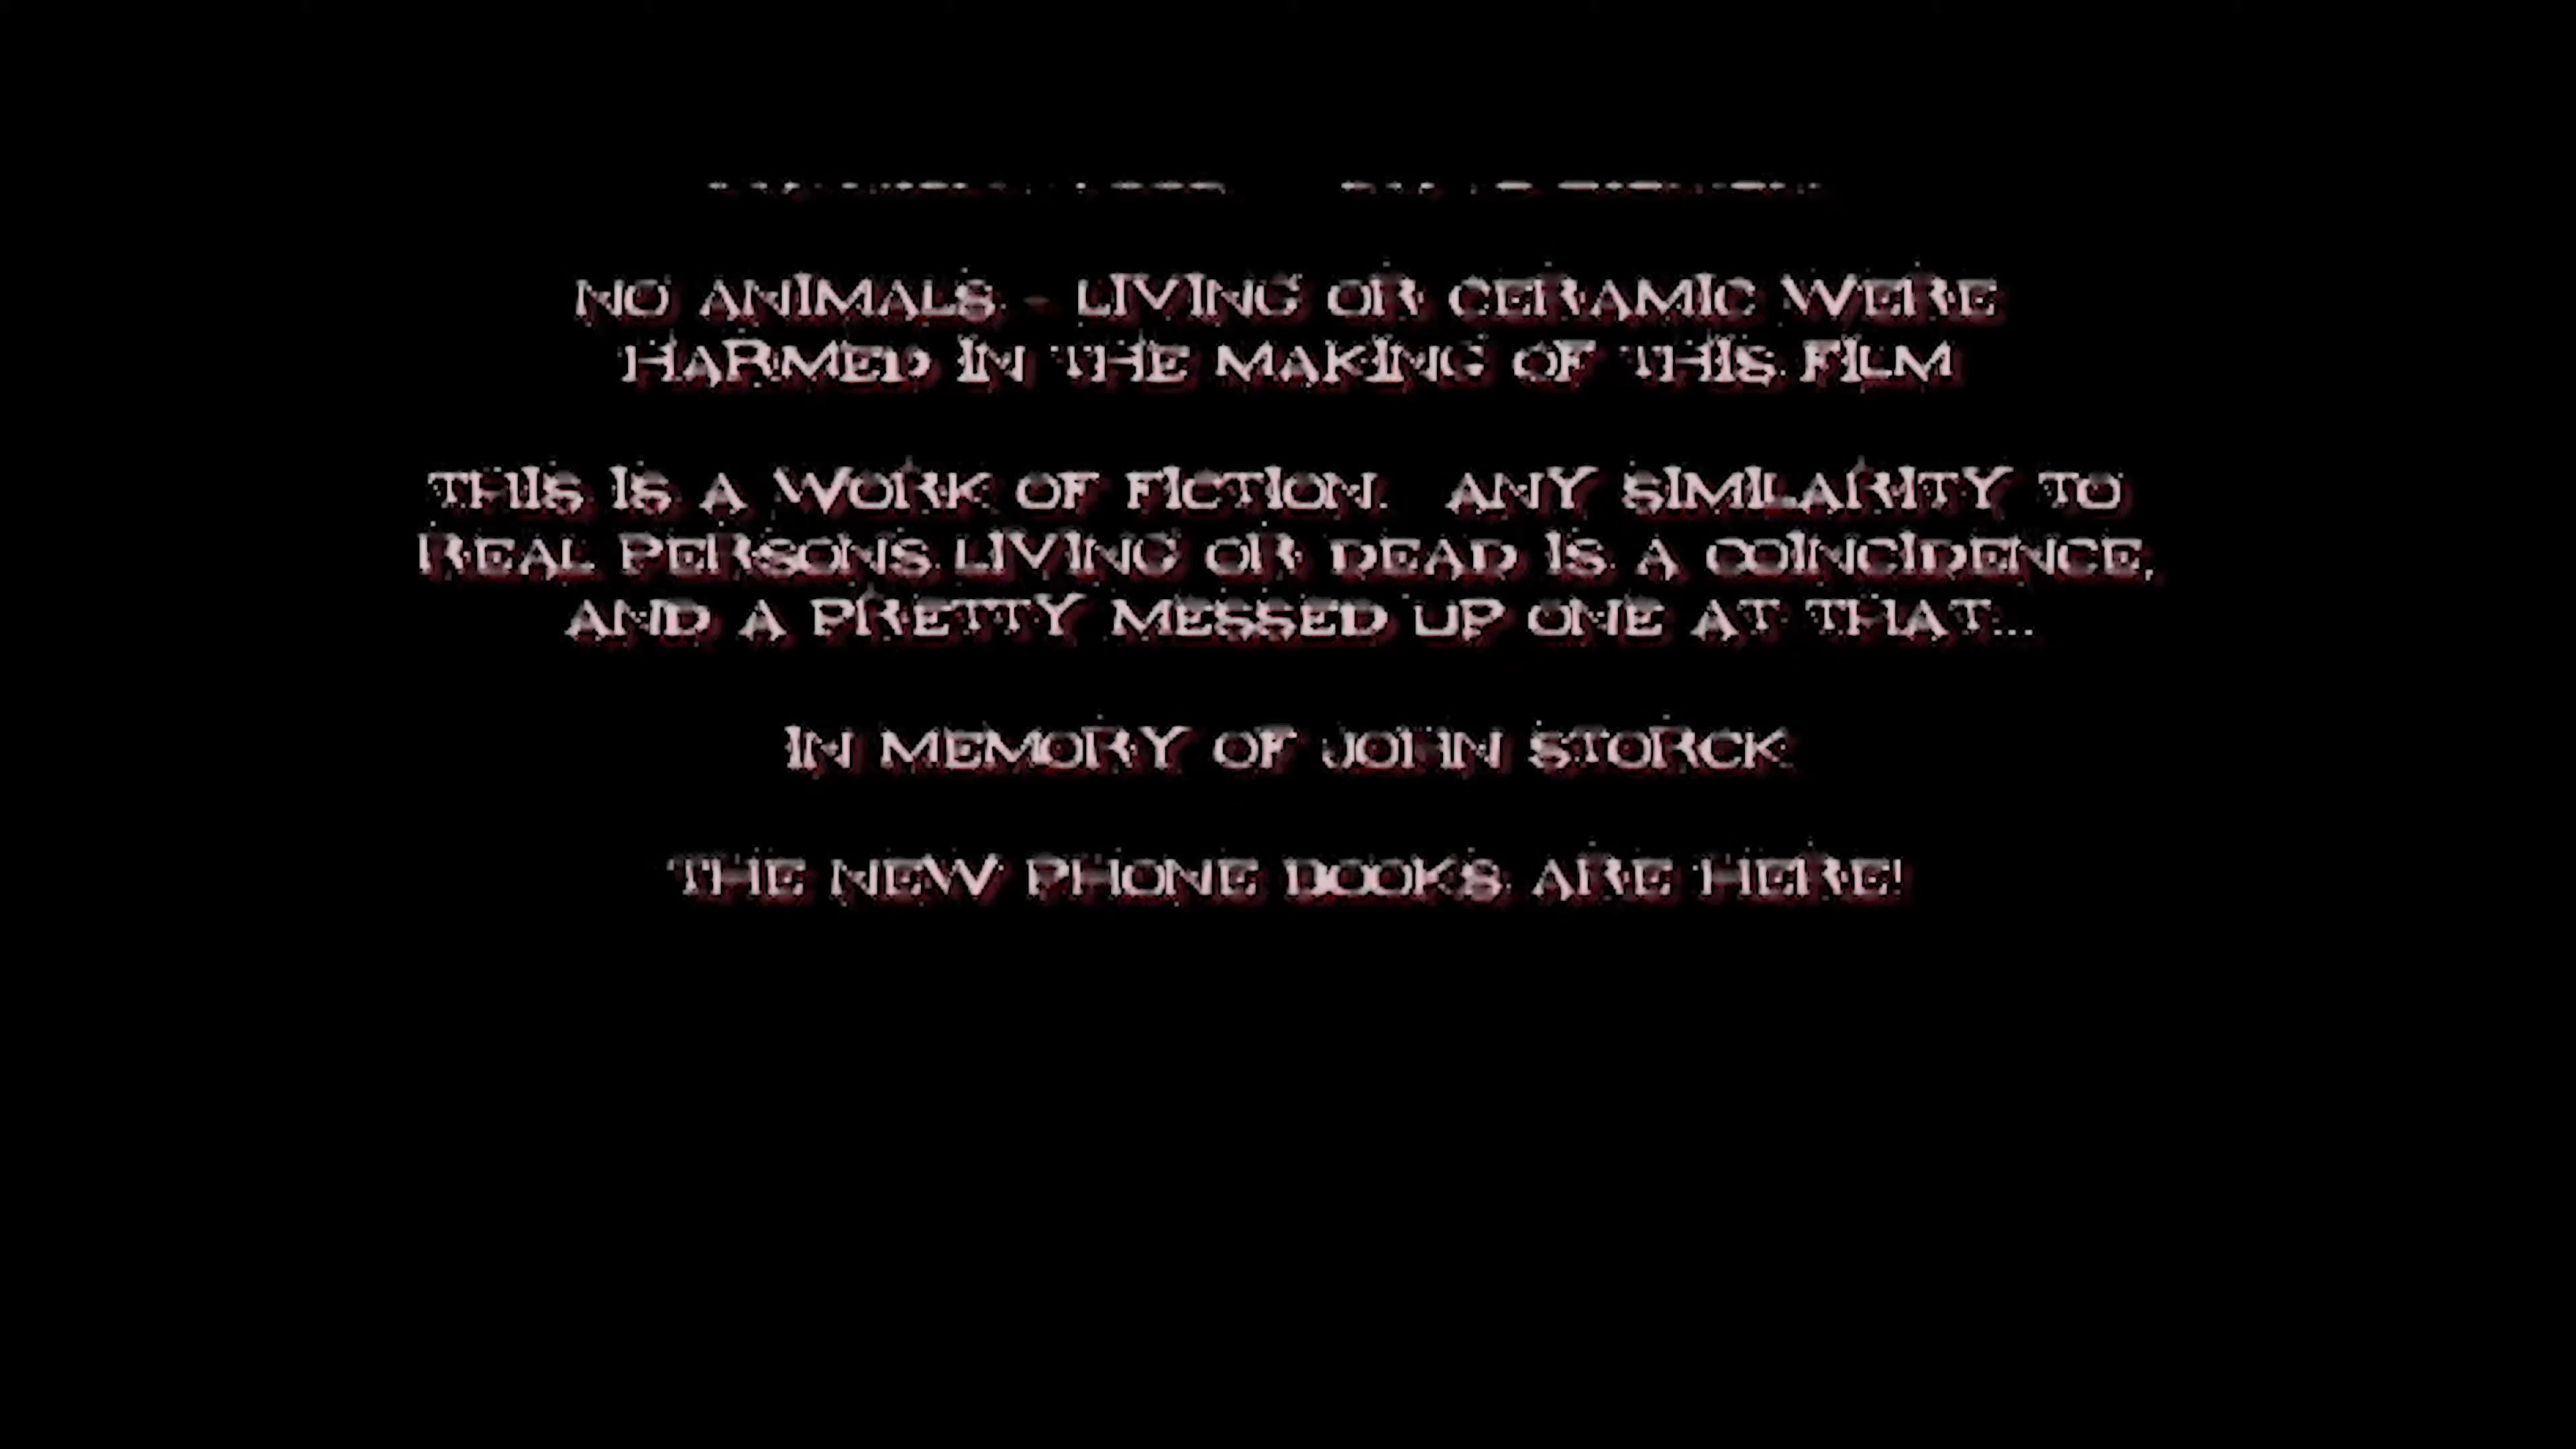 NO ANIMALS - LIVING OR CERAMIC WERE
HARMED IN THE MAKING OF THIS FILM
THIS IS A WORK OF FICTION. ANY SIMILARITY TO
REAL PERSONS LIVING OR DEAD IS A COINCIDENCE,
AND A PRETTY MESSED UP ONE AT THAT...
IN MEMORY OF JOHN STORCK
THE NEW PHONE BOOKS ARE HERE!